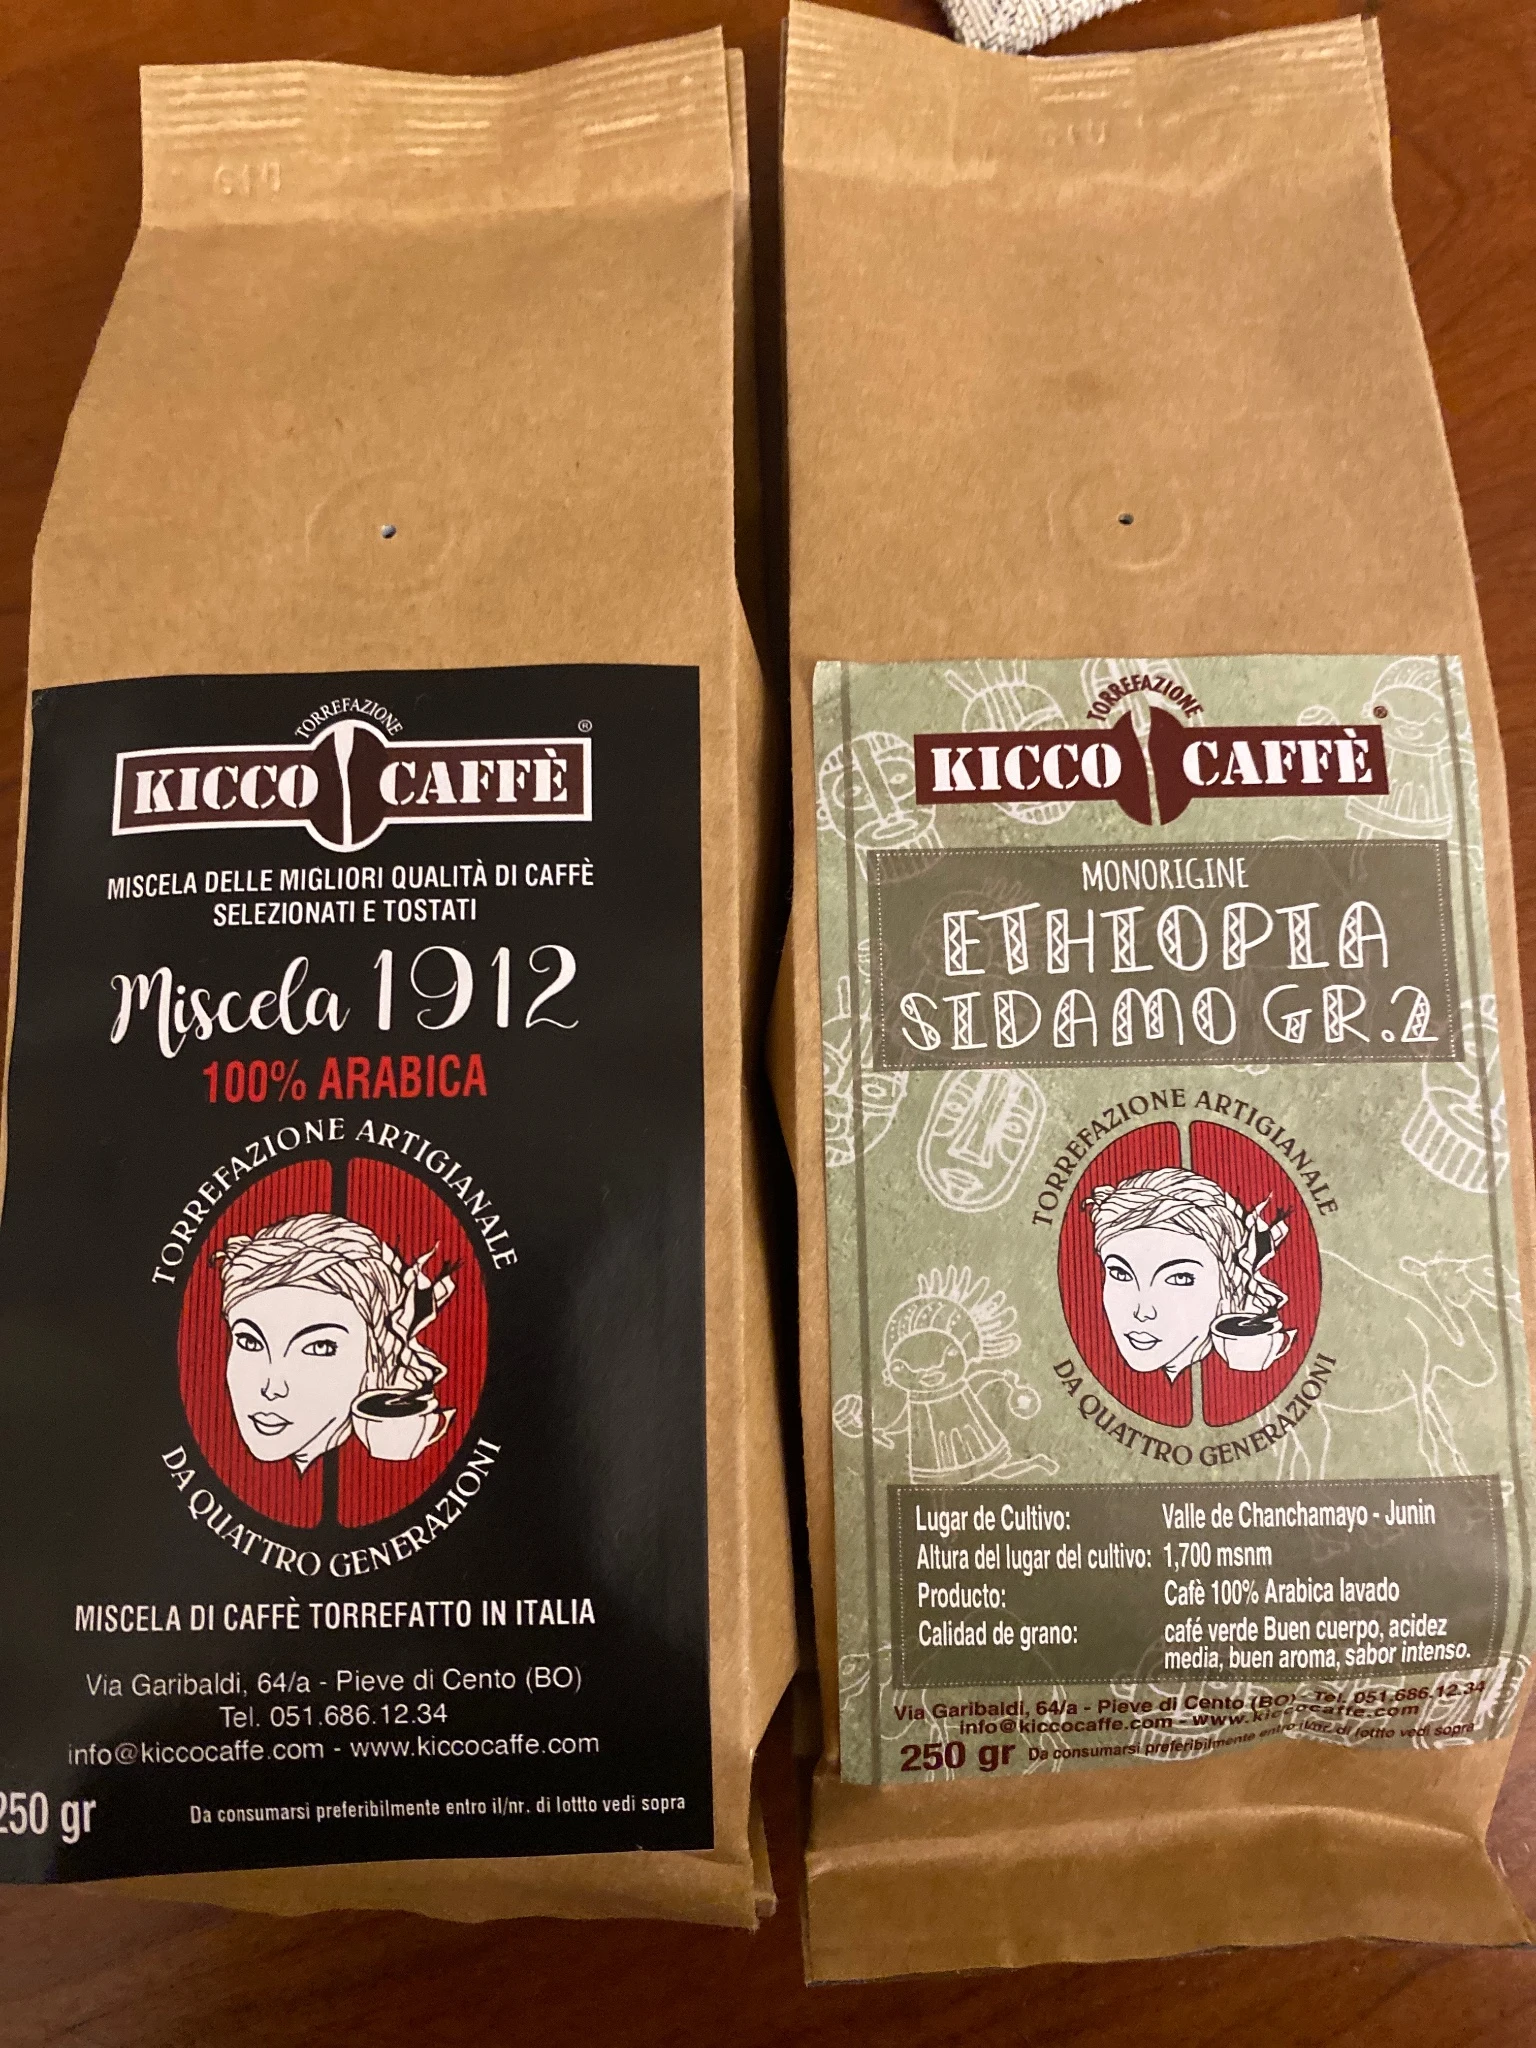 TORREFAZIONE
KICCO CAFFÈ ®
MISCELA DELLE MIGLIORI QUALITÀ DI CAFFÈ
SELEZIONATI E TOSTATI
Miscela 1912
100% ARABICA
TORREFAZIONE ARTIGIANALE
DA QUATTRO GENERAZIONI
MISCELA DI CAFFÈ TORREFATTO IN ITALIA
Via Garibaldi, 64/a - Pieve di Cento (BO)
Tel. 051.686.12.34
info@kiccocaffe.com - www.kiccocaffe.com
250 gr Da consumarsi preferibilmente entro il/nr. di lottto vedi sopra
TORREFAZIONE
KICCO CAFFÈ ®
MONORIGINE
ETHIOPIA
SIDAMO GR.2
TORREFAZIONE ARTIGIANALE
DA QUATTRO GENERAZIONI
Lugar de Cultivo: Valle de Chanchamayo - Junin
Altura del lugar del cultivo: 1,700 msnm
Producto: Cafè 100% Arabica lavado
Calidad de grano: café verde Buen cuerpo, acidez
media, buen aroma, sabor intenso.
Via Garibaldi, 64/a - Pieve di Cento (BO) - Tel. 051.686.12.34
info@kiccocaffe.com - www.kiccocaffe.com
250 gr Da consumarsi preferibilmente entro il/nr. di lottto vedi sopra